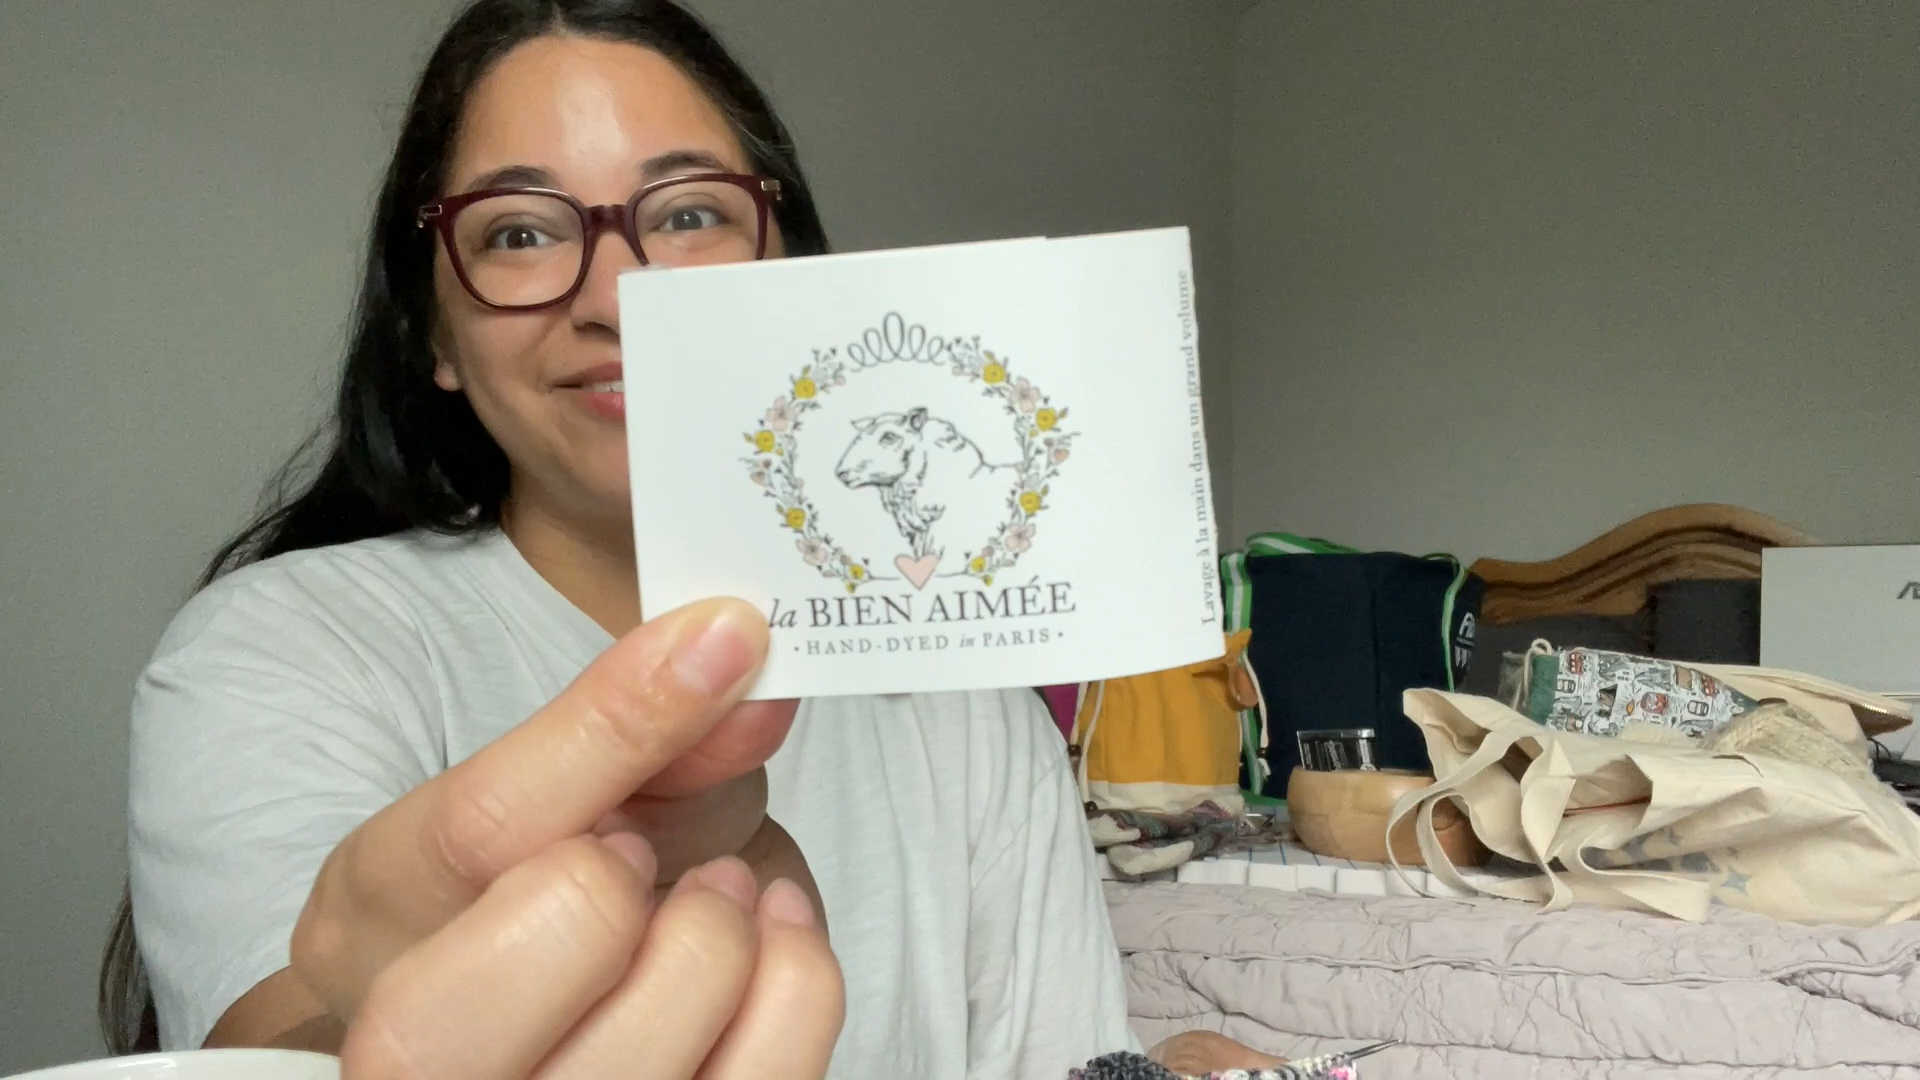 la BIEN AIMÉE
• HAND-DYED in PARIS •
Lavage à la main dans un grand volume